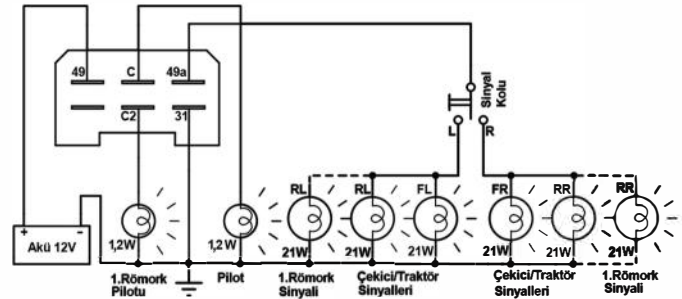 49 C 49a
C2 31
Sinyal
Kolu
L R
RL RL FL FR RR RR
+ -
Akü 12V
1,2W 1,2W 21W 21W 21W 21W 21W 21W
1.Römork
Pilotu
Pilot
1.Römork
Sinyali
Çekici/Traktör
Sinyalleri
Çekici/Traktör
Sinyalleri
1.Römork
Sinyali